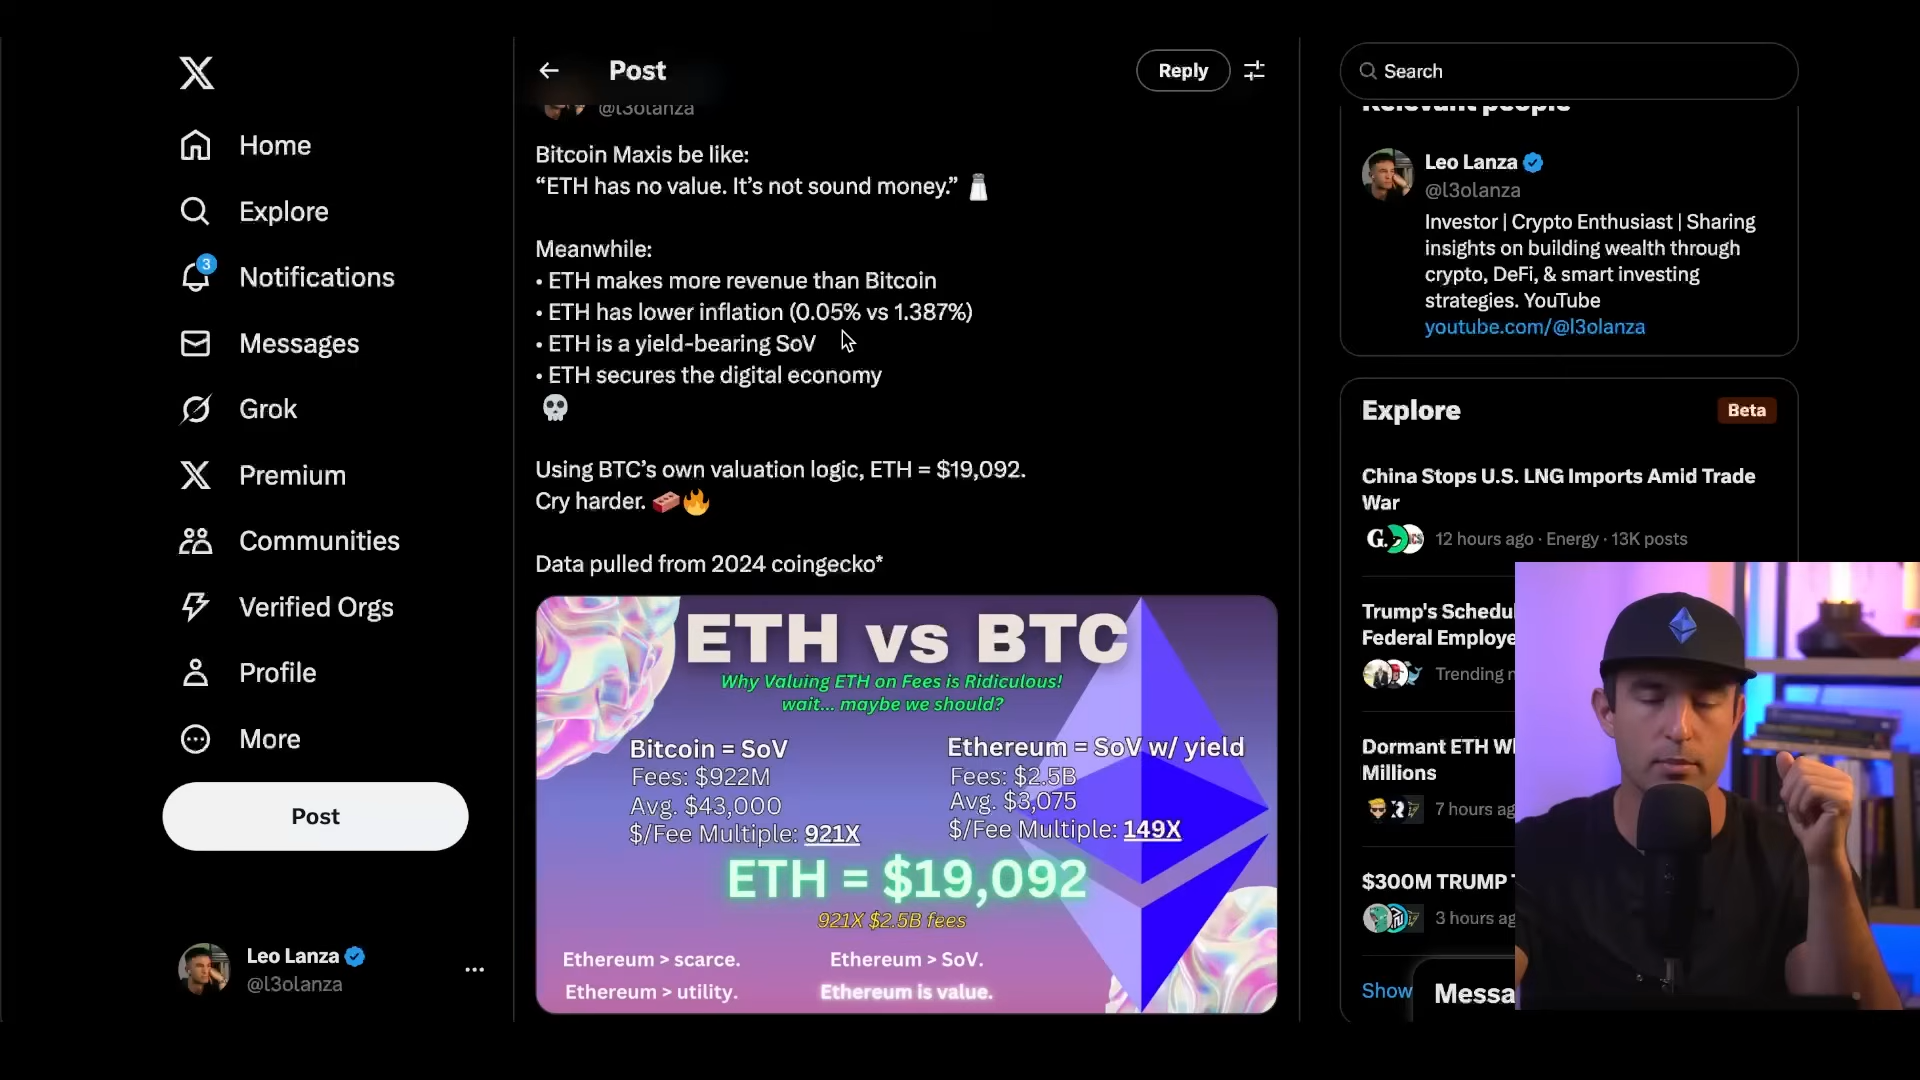 Home
Explore
3
Notifications
Messages
Grok
Premium
Communities
Verified Orgs
Profile
More
Post
Leo Lanza
@l3olanza
Post
Reply
@l3olanza
Bitcoin Maxis be like:
“ETH has no value. It’s not sound money.”
Meanwhile:
• ETH makes more revenue than Bitcoin
• ETH has lower inflation (0.05% vs 1.387%)
• ETH is a yield-bearing SoV
• ETH secures the digital economy
Using BTC’s own valuation logic, ETH = $19,092.
Cry harder.
Data pulled from 2024 coingecko*
ETH vs BTC
Why Valuing ETH on Fees is Ridiculous!
wait... maybe we should?
Bitcoin = SoV
Fees: $922M
Avg. $43,000
$/Fee Multiple: 921X
Ethereum = SoV w/ yield
Fees: $2.5B
Avg. $3,075
$/Fee Multiple: 149X
ETH = $19,092
921X $2.5B fees
Ethereum > scarce.
Ethereum > SoV.
Ethereum > utility.
Ethereum is value.
Search
Relevant people
Leo Lanza
@l3olanza
Investor | Crypto Enthusiast | Sharing
insights on building wealth through
crypto, DeFi, & smart investing
strategies. YouTube
youtube.com/@l3olanza
Explore
Beta
China Stops U.S. LNG Imports Amid Trade
War
12 hours ago · Energy · 13K posts
Trump's
Federal
Trending
Dormant ETH
Millions
7 hours
$300M TRUMP
3 hours
Show